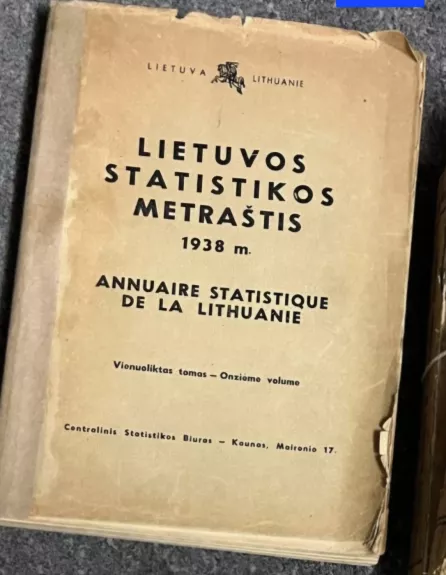 LIETUVA LITHUANIE
LIETUVOS
STATISTIKOS
METRAŠTIS
1938 m.
ANNUAIRE STATISTIQUE
DE LA LITHUANIE
Vienuoliktas tomas – Onzième volume
Centralinis Statistikos Biuras – Kaunas, Maironio 17.